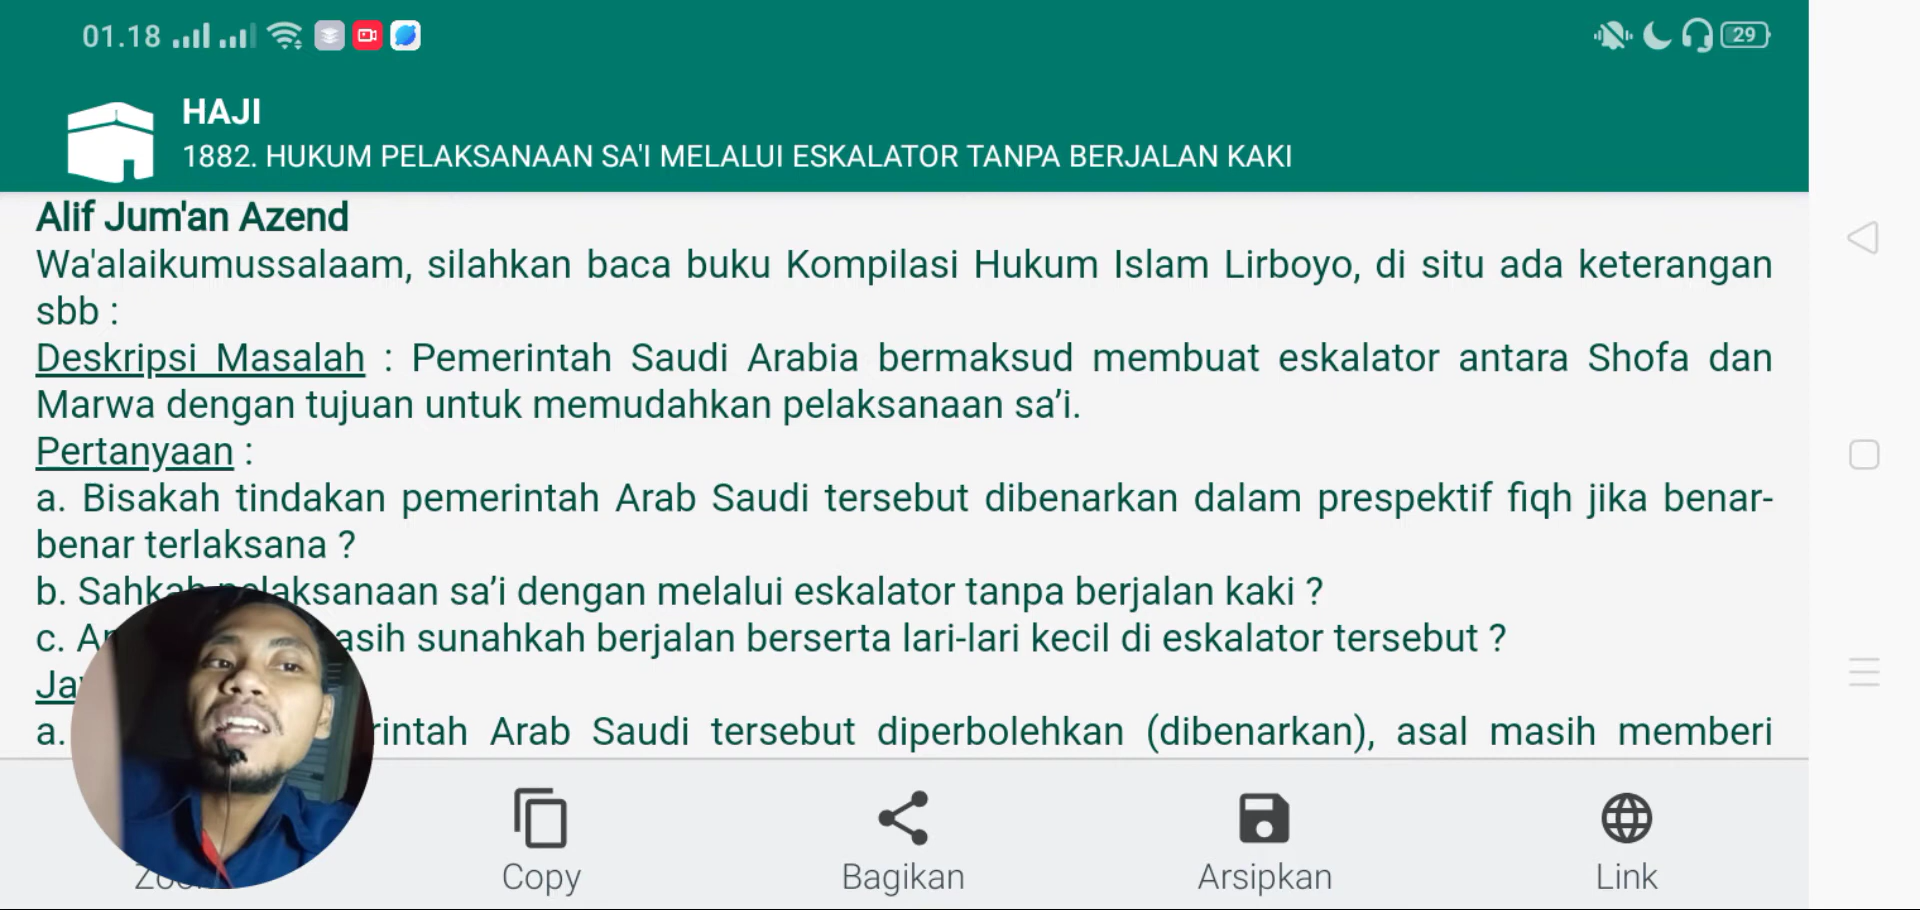 01.18
29
HAJI
1882. HUKUM PELAKSANAAN SA'I MELALUI ESKALATOR TANPA BERJALAN KAKI
Alif Jum'an Azend
Wa'alaikumussalaam, silahkan baca buku Kompilasi Hukum Islam Lirboyo, di situ ada keterangan
sbb :
Deskripsi Masalah : Pemerintah Saudi Arabia bermaksud membuat eskalator antara Shofa dan
Marwa dengan tujuan untuk memudahkan pelaksanaan sa’i.
Pertanyaan :
a. Bisakah tindakan pemerintah Arab Saudi tersebut dibenarkan dalam prespektif fiqh jika benar-
benar terlaksana ?
b. Sahkah pelaksanaan sa’i dengan melalui eskalator tanpa berjalan kaki ?
c. asih sunahkah berjalan berserta lari-lari kecil di eskalator tersebut ?
a. rintah Arab Saudi tersebut diperbolehkan (dibenarkan), asal masih memberi
Copy
Bagikan
Arsipkan
Link